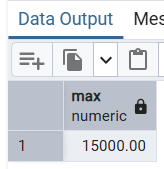 Data Output Mes
max
numeric
1 15000.00